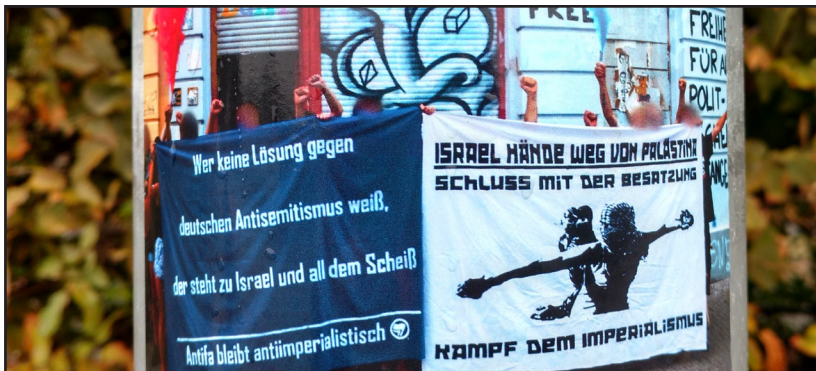 FREE
FREIHE
FÜR A
POLIT-
Wer keine Lösung gegen
deutschen Antisemitismus weiß,
der steht zu Israel und all dem Scheiß
Antifa bleibt antiimperialistisch
ISRAEL HÄNDE WEG VON PALÄSTINA
SCHLUSS MIT DER BESATZUNG
KAMPF DEM IMPERIALISMUS